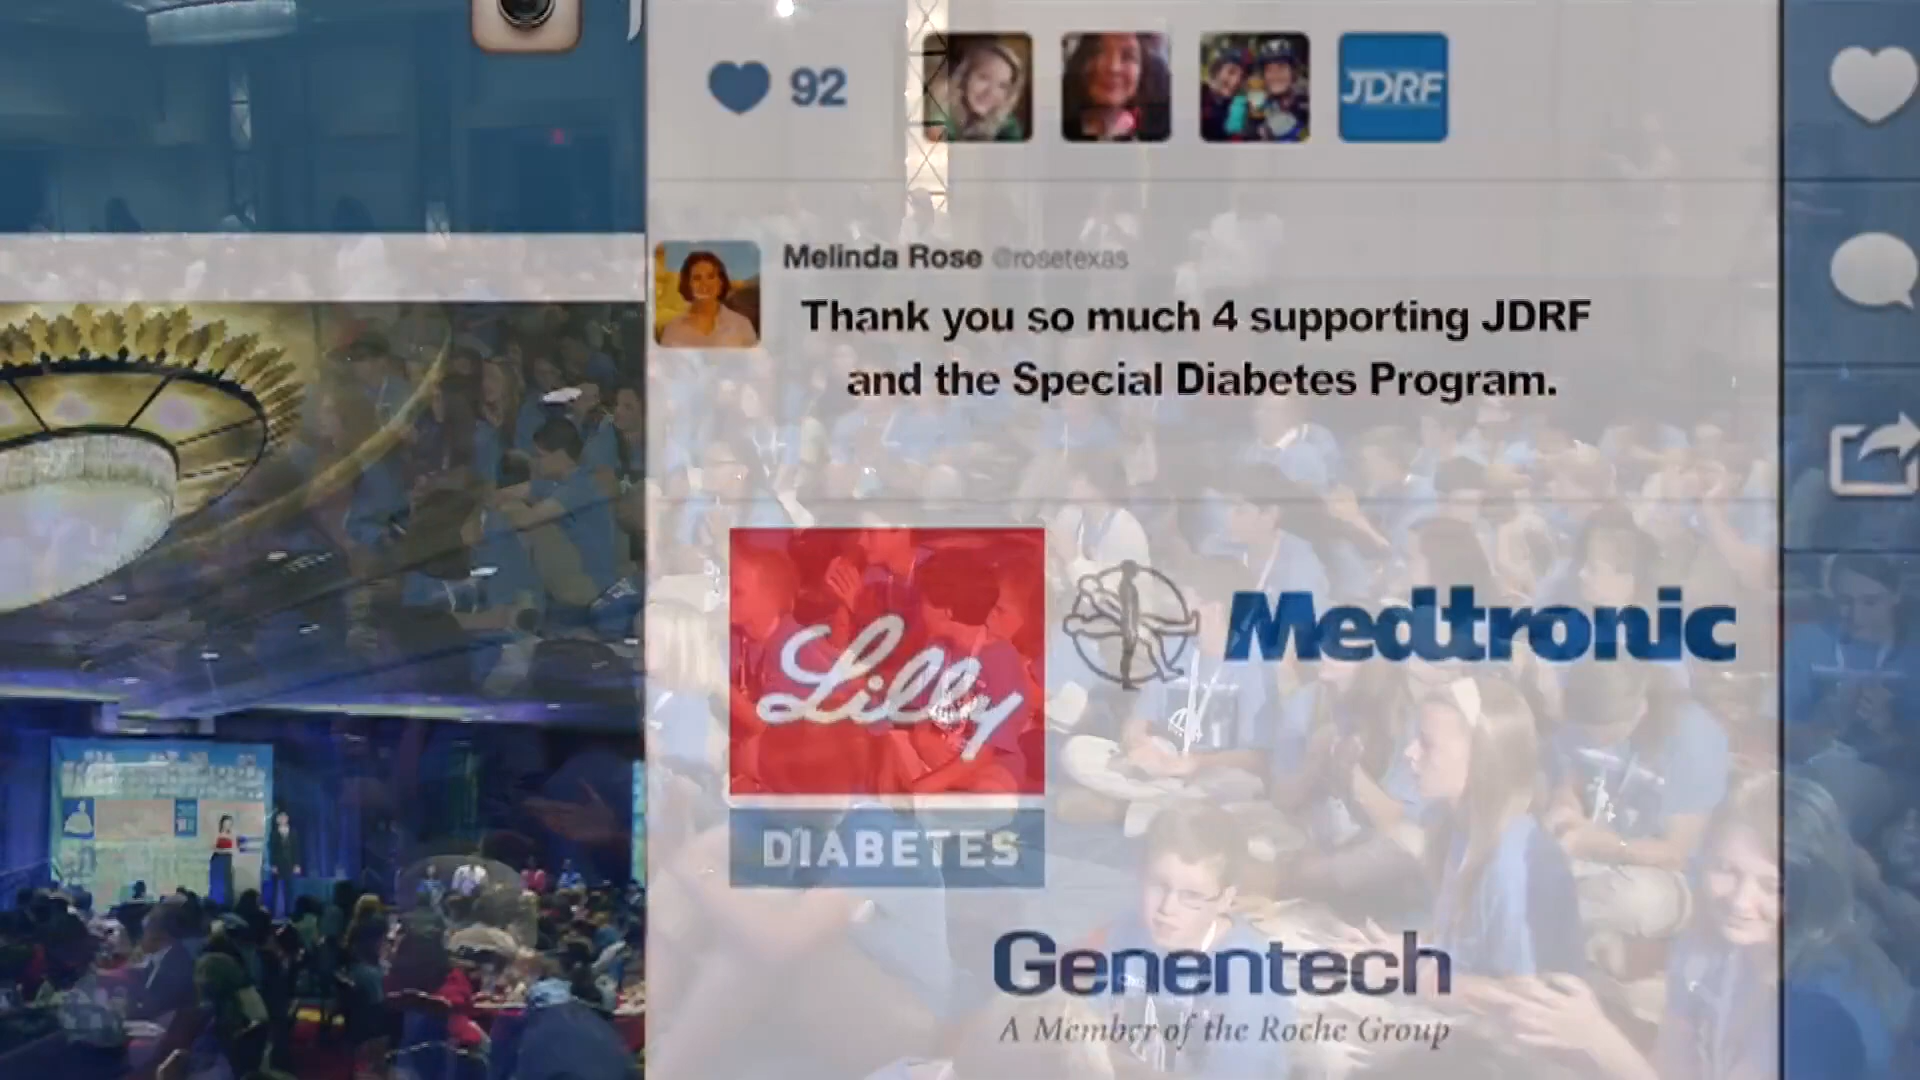 92
JDRF
Melinda Rose @rosetexas
Thank you so much 4 supporting JDRF
and the Special Diabetes Program.
Lilly
DIABETES
Medtronic
Genentech
A Member of the Roche Group